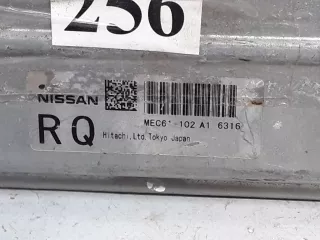 256
NISSAN
MEC61-102 A1 6316
RQ
Hitachi,Ltd.Tokyo Japan